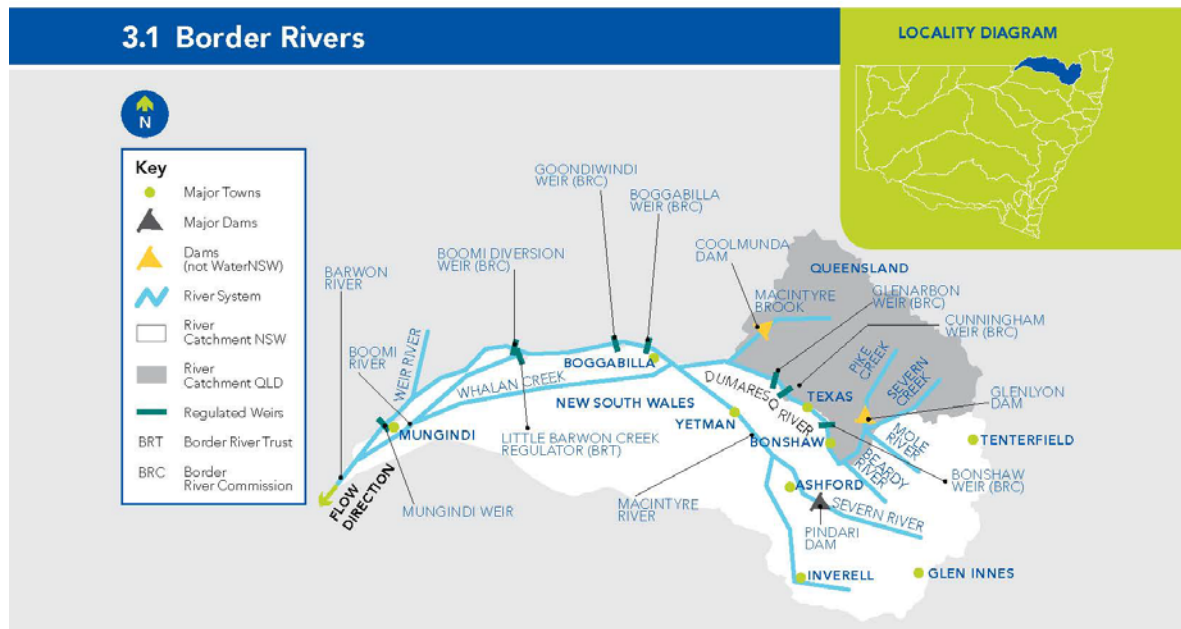 3.1 Border Rivers
LOCALITY DIAGRAM
N
Key
Major Towns
Major Dams
Dams
(not WaterNSW)
River System
River
Catchment NSW
River
Catchment QLD
Regulated Weirs
BRT
Border River Trust
BRC
Border
River Commission
GOONDIWINDI
WEIR (BRC)
BOGGABILLA
WEIR (BRC)
BOOMI DIVERSION
WEIR (BRC)
BARWON
RIVER
BOOMI
RIVER
WEIR RIVER
COOLMUNDA
DAM
QUEENSLAND
MACINTYRE
BROOK
GLENARBON
WEIR (BRC)
CUNNINGHAM
WEIR (BRC)
PIKE
CREEK
SEVERN
CREEK
GLENLYON
DAM
BOGGABILLA
WHALAN CREEK
NEW SOUTH WALES
DUMARESQ
RIVER
TEXAS
YETMAN
BONSHAW
MOLE
RIVER
BEARDY
RIVER
TENTERFIELD
BONSHAW
WEIR (BRC)
MUNGINDI
LITTLE BARWON CREEK
REGULATOR (BRT)
FLOW
DIRECTION
MUNGINDI WEIR
MACINTYRE
RIVER
ASHFORD
SEVERN RIVER
PINDARI
DAM
INVERELL
GLEN INNES